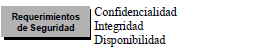 Requerimientos
de Seguridad
Confidencialidad
Integridad
Disponibilidad